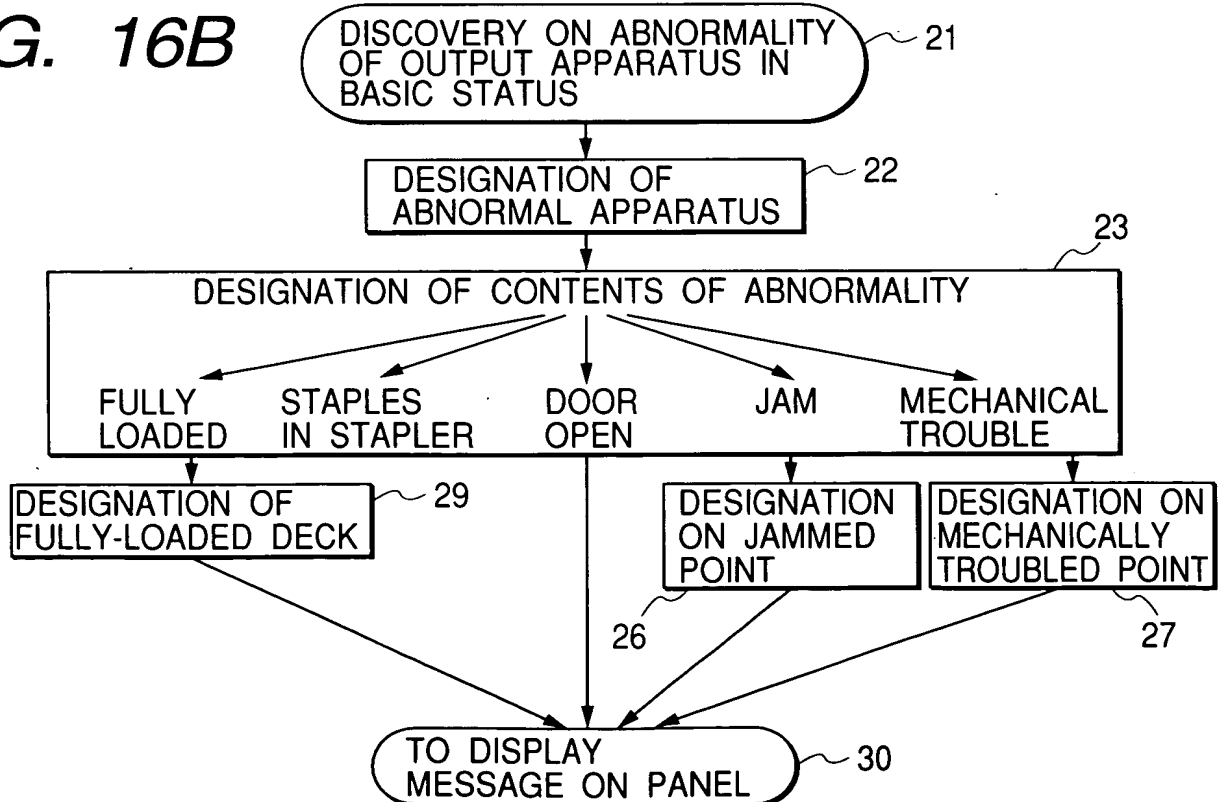 G. 16B
DISCOVERY ON ABNORMALITY
OF OUTPUT APPARATUS IN
BASIC STATUS
21
DESIGNATION OF
ABNORMAL APPARATUS
22
23
DESIGNATION OF CONTENTS OF ABNORMALITY
FULLY
LOADED
STAPLES
IN STAPLER
DOOR
OPEN
JAM
MECHANICAL
TROUBLE
DESIGNATION OF
FULLY-LOADED DECK
29
DESIGNATION
ON JAMMED
POINT
26
DESIGNATION ON
MECHANICALLY
TROUBLED POINT
27
TO DISPLAY
MESSAGE ON PANEL
30